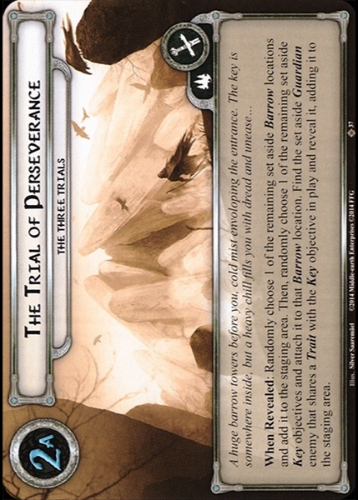 2A
THE TRIAL OF PERSEVERANCE
THE THREE TRIALS
A huge barrow towers before you, cold mist envoloping the entrance. The key is
somewhere inside, but a heavy chill fills you with dread and unease…
When Revealed: Randomly choose 1 of the remaining set aside Barrow locations
and add it to the staging area. Then, randomly choose 1 of the remaining set aside
Key objectives and attach it to that Barrow location. Find the set aside Guardian
enemy that shares a Trait with the Key objective in play and reveal it, adding it to
the staging area.
Illus. Silver Saaremäel ©2014 Middle-earth Enterprises ©2014 FFG 37